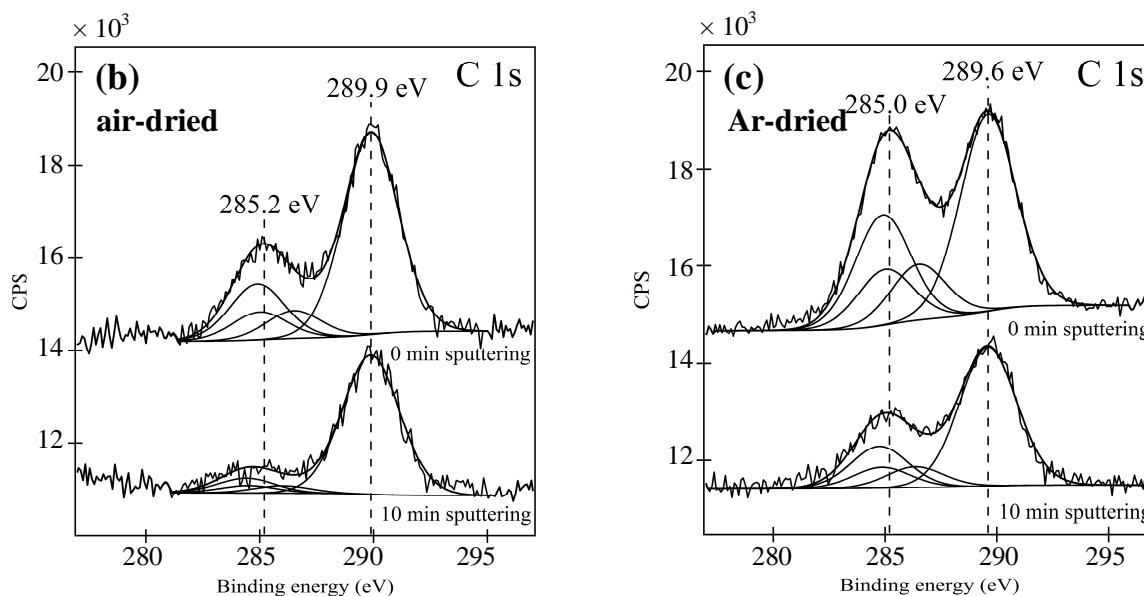 × 10³
(b)
C 1s
air-dried
289.9 eV
285.2 eV
20
18
16
14
12
CPS
0 min sputtering
10 min sputtering
280
285
290
295
Binding energy (eV)
× 10³
(c)
C 1s
Ar-dried
289.6 eV
285.0 eV
20
18
16
14
12
CPS
0 min sputtering
10 min sputtering
280
285
290
295
Binding energy (eV)